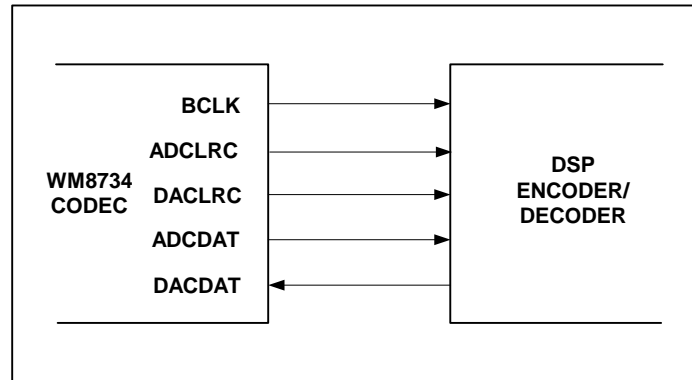 BCLK
ADCLRC
WM8734
CODEC
DACLRC
ADCDAT
DACDAT
DSP
ENCODER/
DECODER